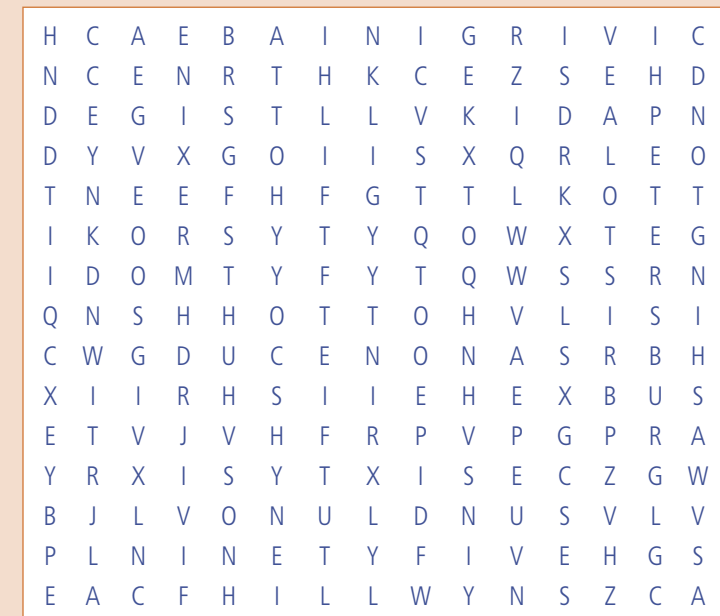 H C A E B A I N I G R I V I C
N C E N R T H K C E Z S E H D
D E G I S T L L V K I D A P N
D Y V X G O I I S X Q R L E O
T N E E F H F G T T L K O T T
I K O R S Y T Y Q O W X T E G
I D O M T Y F Y T Q W S S R N
Q N S H H O T T O H V L I S I
C W G D U C E N O N A S R B H
X I I R H S I I E H E X B U S
E T V J V H F R P V P G P R A
Y R X I S Y T X I S E C Z G W
B J L V O N U L D N U S V L V
P L N I N E T Y F I V E H G S
E A C F H I L L W Y N S Z C A